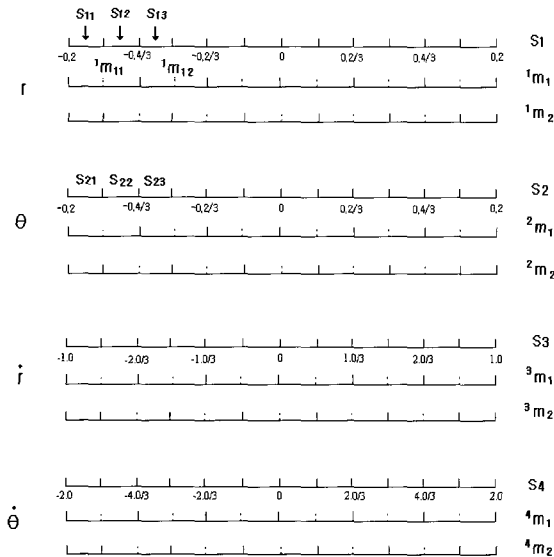 S₁₁ S₁₂ S₁₃
S1
-0,2 -0,4/3 -0,2/3 0 0,2/3 0,4/3 0,2
¹m₁₁ ¹m₁₂ ¹m₁
r
¹m₂
S₂₁ S₂₂ S₂₃ S2
-0,2 -0,4/3 -0,2/3 0 0,2/3 0,4/3 0,2
θ ²m₁
²m₂
S3
-1.0 -2.0/3 -1.0/3 0 1.0/3 2.0/3 1.0
ṙ ³m₁
³m₂
S4
-2.0 -4.0/3 -2.0/3 0 2.0/3 4.0/3 2.0
θ̇ ⁴m₁
⁴m₂